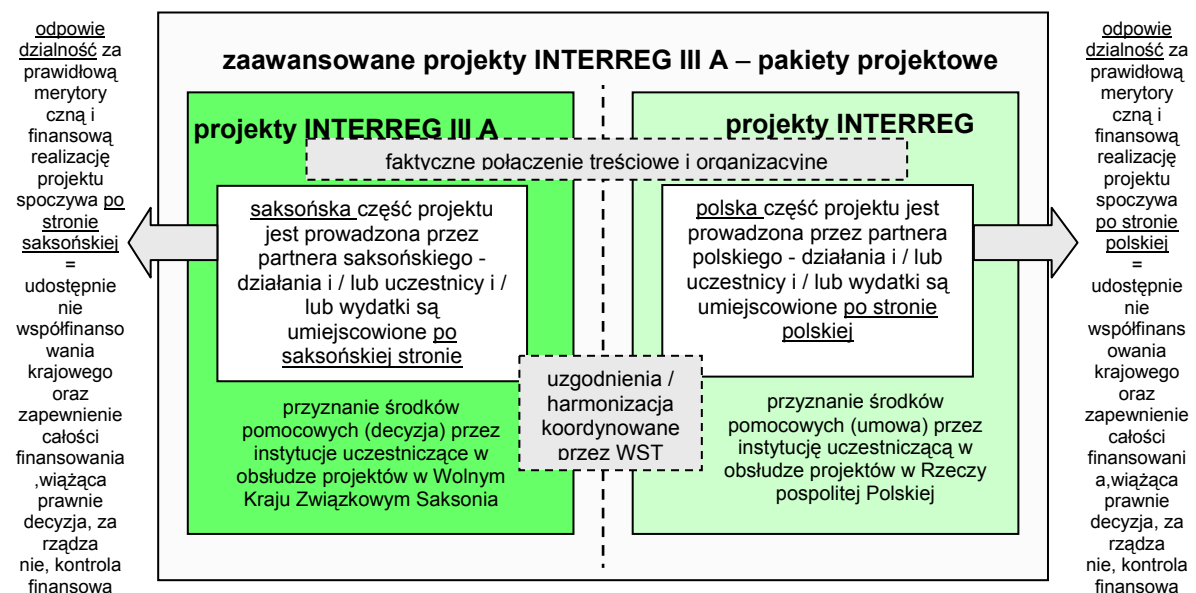 odpowie
dzialność za
prawidłową
merytory
czną i
finansową
realizację
projektu
spoczywa po
stronie
saksońskiej
=
udostępnie
nie
współfinanso
wania
krajowego
oraz
zapewnienie
całości
finansowania
,wiążąca
prawnie
decyzja, za
rządza
nie, kontrola
finansowa
zaawansowane projekty INTERREG III A – pakiety projektowe
projekty INTERREG III A
projekty INTERREG
faktyczne połączenie treściowe i organizacyjne
saksońska część projektu
jest prowadzona przez
partnera saksońskiego -
działania i / lub uczestnicy i /
lub wydatki są
umiejscowione po
saksońskiej stronie
polska część projektu jest
prowadzona przez partnera
polskiego - działania i / lub
uczestnicy i / lub wydatki są
umiejscowione po stronie
polskiej
uzgodnienia /
harmonizacja
koordynowane
przez WST
przyznanie środków
pomocowych (decyzja) przez
instytucje uczestniczące w
obsłudze projektów w Wolnym
Kraju Związkowym Saksonia
przyznanie środków
pomocowych (umowa) przez
instytucję uczestniczącą w
obsłudze projektów w Rzeczy
pospolitej Polskiej
odpowie
dzialność za
prawidłową
merytory
czną i
finansową
realizację
projektu
spoczywa
po stronie
polskiej
=
udostępnie
nie
współfinans
owania
krajowego
oraz
zapewnienie
całości
finansowani
a,wiążąca
prawnie
decyzja, za
rządza
nie, kontrola
finansowa